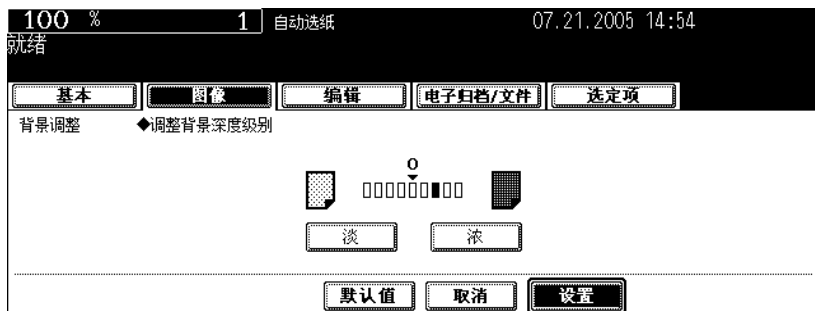 100 % 1 自动选纸 07.21.2005 14:54
就绪
基本 图像 编辑 电子归档/文件 选定项
背景调整 ◆调整背景深度级别
0
淡 浓
默认值 取消 设置